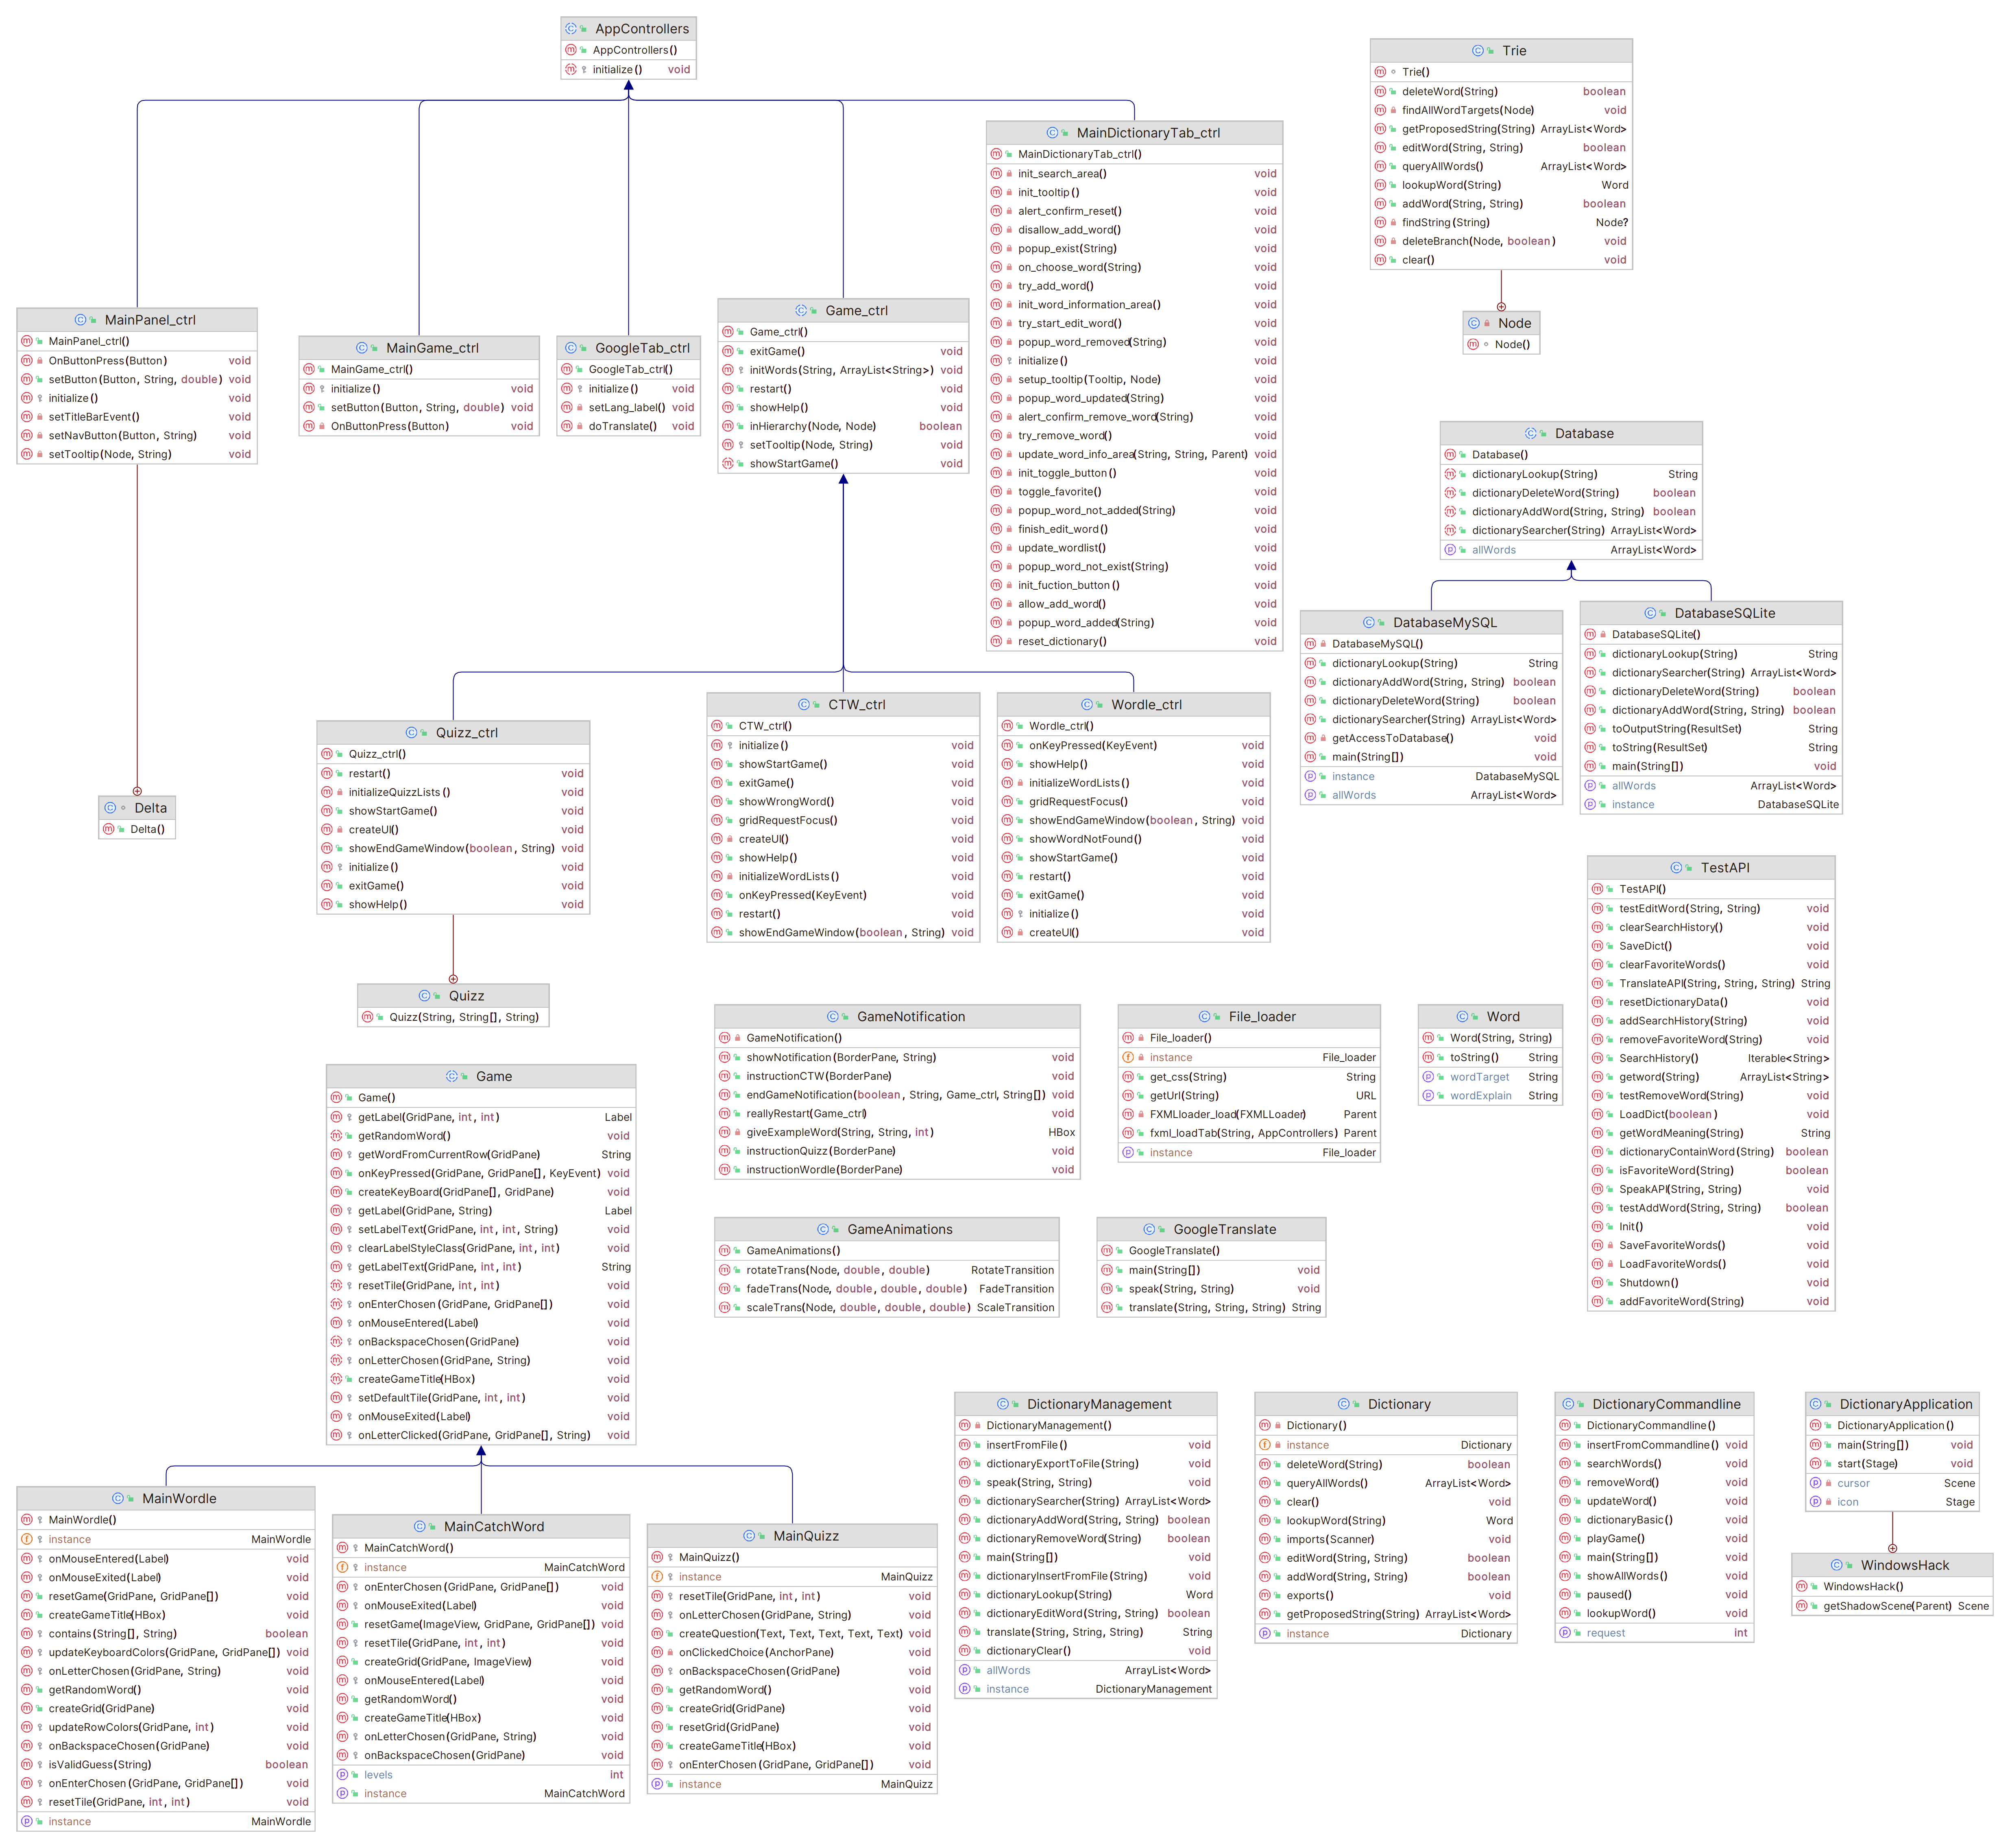 AppControllers
AppControllers()
initialize() void
Trie
Trie()
deleteWord(String) boolean
findAllWordTargets(Node) void
getProposedString(String) ArrayList<Word>
editWord(String, String) boolean
queryAllWords() ArrayList<Word>
lookupWord(String) Word
addWord(String, String) boolean
findString(String) Node?
deleteBranch(Node, boolean) void
clear() void
Node
Node()
MainDictionaryTab_ctrl
MainDictionaryTab_ctrl()
init_search_area() void
init_tooltip() void
alert_confirm_reset() void
disallow_add_word() void
popup_exist(String) void
on_choose_word(String) void
try_add_word() void
init_word_information_area() void
try_start_edit_word() void
popup_word_removed(String) void
initialize() void
setup_tooltip(Tooltip, Node) void
popup_word_updated(String) void
alert_confirm_remove_word(String) void
try_remove_word() void
update_word_info_area(String, String, Parent) void
init_toggle_button() void
toggle_favorite() void
popup_word_not_added(String) void
finish_edit_word() void
update_wordlist() void
popup_word_not_exist(String) void
init_fuction_button() void
allow_add_word() void
popup_word_added(String) void
reset_dictionary() void
MainPanel_ctrl
MainPanel_ctrl()
OnButtonPress(Button) void
setButton(Button, String, double) void
initialize() void
setTitleBarEvent() void
setNavButton(Button, String) void
setTooltip(Node, String) void
MainGame_ctrl
MainGame_ctrl()
initialize() void
setButton(Button, String, double) void
OnButtonPress(Button) void
GoogleTab_ctrl
GoogleTab_ctrl()
initialize() void
setLang_label() void
doTranslate() void
Game_ctrl
Game_ctrl()
exitGame() void
initWords(String, ArrayList<String>) void
restart() void
showHelp() void
inHierarchy(Node, Node) boolean
setTooltip(Node, String) void
showStartGame() void
Database
Database()
dictionaryLookup(String) String
dictionaryDeleteWord(String) boolean
dictionaryAddWord(String, String) boolean
dictionarySearcher(String) ArrayList<Word>
allWords ArrayList<Word>
DatabaseMySQL
DatabaseMySQL()
dictionaryLookup(String) String
dictionaryAddWord(String, String) boolean
dictionaryDeleteWord(String) boolean
dictionarySearcher(String) ArrayList<Word>
getAccessToDatabase() void
main(String[]) void
instance DatabaseMySQL
allWords ArrayList<Word>
DatabaseSQLite
DatabaseSQLite()
dictionaryLookup(String) String
dictionarySearcher(String) ArrayList<Word>
dictionaryDeleteWord(String) boolean
dictionaryAddWord(String, String) boolean
toOutputString(ResultSet) String
toString(ResultSet) String
main(String[]) void
allWords ArrayList<Word>
instance DatabaseSQLite
Delta
Delta()
Quizz_ctrl
Quizz_ctrl()
restart() void
initializeQuizzLists() void
showStartGame() void
createUI() void
showEndGameWindow(boolean, String) void
initialize() void
exitGame() void
showHelp() void
CTW_ctrl
CTW_ctrl()
initialize() void
showStartGame() void
exitGame() void
showWrongWord() void
gridRequestFocus() void
createUI() void
showHelp() void
initializeWordLists() void
onKeyPressed(KeyEvent) void
restart() void
showEndGameWindow(boolean, String) void
Wordle_ctrl
Wordle_ctrl()
onKeyPressed(KeyEvent) void
showHelp() void
initializeWordLists() void
gridRequestFocus() void
showEndGameWindow(boolean, String) void
showWordNotFound() void
showStartGame() void
restart() void
exitGame() void
initialize() void
createUI() void
Quizz
Quizz(String, String[], String)
TestAPI
TestAPI()
testEditWord(String, String) void
clearSearchHistory() void
SaveDict() void
clearFavoriteWords() void
TranslateAPI(String, String, String) String
resetDictionaryData() void
addSearchHistory(String) void
removeFavoriteWord(String) void
SearchHistory() Iterable<String>
getword(String) ArrayList<String>
testRemoveWord(String) void
LoadDict(boolean) void
getWordMeaning(String) String
dictionaryContainWord(String) boolean
isFavoriteWord(String) boolean
SpeakAPI(String, String) void
testAddWord(String, String) boolean
Init() void
SaveFavoriteWords() void
LoadFavoriteWords() void
Shutdown() void
addFavoriteWord(String) void
GameNotification
GameNotification()
showNotification(BorderPane, String) void
instructionCTW(BorderPane) void
endGameNotification(boolean, String, Game_ctrl, String[]) void
reallyRestart(Game_ctrl) void
giveExampleWord(String, String, int) HBox
instructionQuizz(BorderPane) void
instructionWordle(BorderPane) void
File_loader
File_loader()
instance File_loader
get_css(String) String
getUrl(String) URL
FXMLloader_load(FXMLLoader) Parent
fxml_loadTab(String, AppControllers) Parent
instance File_loader
Word
Word(String, String)
toString() String
wordTarget String
wordExplain String
Game
Game()
getLabel(GridPane, int, int) Label
getRandomWord() void
getWordFromCurrentRow(GridPane) String
onKeyPressed(GridPane, GridPane[], KeyEvent) void
createKeyBoard(GridPane[], GridPane) void
getLabel(GridPane, String) Label
setLabelText(GridPane, int, int, String) void
clearLabelStyleClass(GridPane, int, int) void
getLabelText(GridPane, int, int) String
resetTile(GridPane, int, int) void
onEnterChosen(GridPane, GridPane[]) void
onMouseEntered(Label) void
onBackspaceChosen(GridPane) void
onLetterChosen(GridPane, String) void
createGameTitle(HBox) void
setDefaultTile(GridPane, int, int) void
onMouseExited(Label) void
onLetterClicked(GridPane, GridPane[], String) void
GameAnimations
GameAnimations()
rotateTrans(Node, double, double) RotateTransition
fadeTrans(Node, double, double, double) FadeTransition
scaleTrans(Node, double, double, double) ScaleTransition
GoogleTranslate
GoogleTranslate()
main(String[]) void
speak(String, String) void
translate(String, String, String) String
MainWordle
MainWordle()
instance MainWordle
onMouseEntered(Label) void
onMouseExited(Label) void
resetGame(GridPane, GridPane[]) void
createGameTitle(HBox) void
contains(String[], String) boolean
updateKeyboardColors(GridPane, GridPane[]) void
onLetterChosen(GridPane, String) void
getRandomWord() void
createGrid(GridPane) void
updateRowColors(GridPane, int) void
onBackspaceChosen(GridPane) void
isValidGuess(String) boolean
onEnterChosen(GridPane, GridPane[]) void
resetTile(GridPane, int, int) void
instance MainWordle
MainCatchWord
MainCatchWord()
instance MainCatchWord
onEnterChosen(GridPane, GridPane[]) void
onMouseExited(Label) void
resetGame(ImageView, GridPane, GridPane[]) void
resetTile(GridPane, int, int) void
createGrid(GridPane, ImageView) void
onMouseEntered(Label) void
getRandomWord() void
createGameTitle(HBox) void
onLetterChosen(GridPane, String) void
onBackspaceChosen(GridPane) void
levels int
instance MainCatchWord
MainQuizz
MainQuizz()
instance MainQuizz
resetTile(GridPane, int, int) void
onLetterChosen(GridPane, String) void
createQuestion(Text, Text, Text, Text, Text) void
onClickedChoice(AnchorPane) void
onBackspaceChosen(GridPane) void
getRandomWord() void
createGrid(GridPane) void
resetGrid(GridPane) void
createGameTitle(HBox) void
onEnterChosen(GridPane, GridPane[]) void
instance MainQuizz
DictionaryManagement
DictionaryManagement()
insertFromFile() void
dictionaryExportToFile(String) void
speak(String, String) void
dictionarySearcher(String) ArrayList<Word>
dictionaryAddWord(String, String) boolean
dictionaryRemoveWord(String) boolean
main(String[]) void
dictionaryInsertFromFile(String) void
dictionaryLookup(String) Word
dictionaryEditWord(String, String) boolean
translate(String, String, String) String
dictionaryClear() void
allWords ArrayList<Word>
instance DictionaryManagement
Dictionary
Dictionary()
instance Dictionary
deleteWord(String) boolean
queryAllWords() ArrayList<Word>
clear() void
lookupWord(String) Word
imports(Scanner) void
editWord(String, String) boolean
addWord(String, String) boolean
exports() void
getProposedString(String) ArrayList<Word>
instance Dictionary
DictionaryCommandline
DictionaryCommandline()
insertFromCommandline() void
searchWords() void
removeWord() void
updateWord() void
dictionaryBasic() void
playGame() void
main(String[]) void
showAllWords() void
paused() void
lookupWord() void
request int
DictionaryApplication
DictionaryApplication()
main(String[]) void
start(Stage) void
cursor Scene
icon Stage
WindowsHack
WindowsHack()
getShadowScene(Parent) Scene